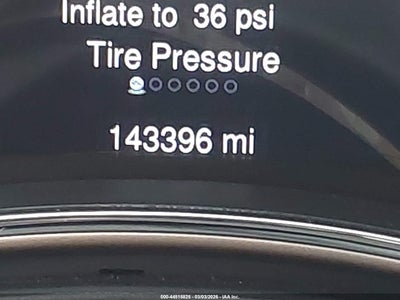 Inflate to 36 psi
Tire Pressure
143396 mi